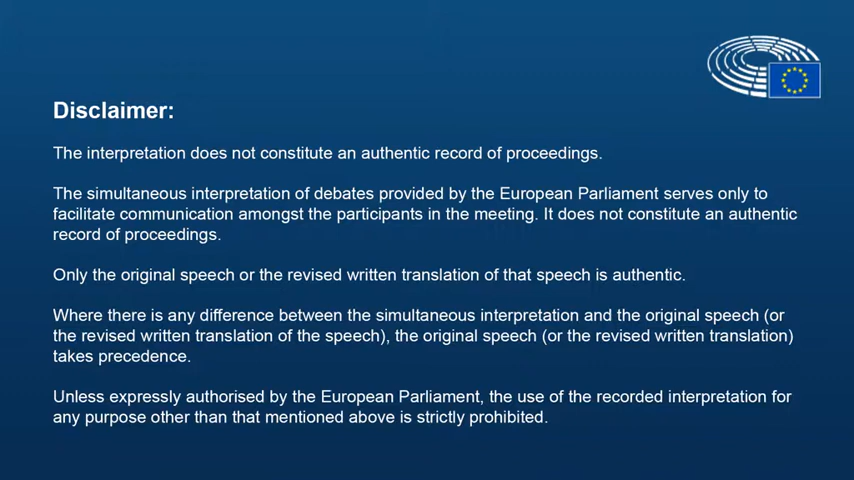 Disclaimer:
The interpretation does not constitute an authentic record of proceedings.
The simultaneous interpretation of debates provided by the European Parliament serves only to
facilitate communication amongst the participants in the meeting. It does not constitute an authentic
record of proceedings.
Only the original speech or the revised written translation of that speech is authentic.
Where there is any difference between the simultaneous interpretation and the original speech (or
the revised written translation of the speech), the original speech (or the revised written translation)
takes precedence.
Unless expressly authorised by the European Parliament, the use of the recorded interpretation for
any purpose other than that mentioned above is strictly prohibited.